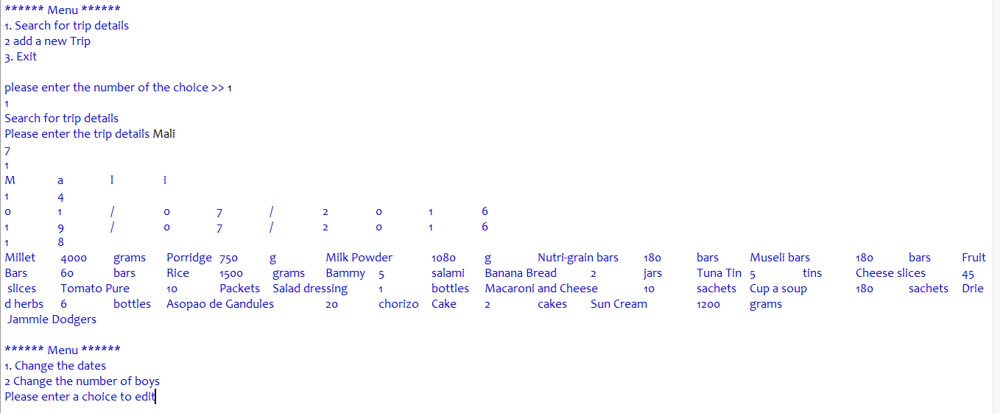 ****** Menu ******
1. Search for trip details
2 add a new Trip
3. Exit
please enter the number of the choice >> 1
1
Search for trip details
Please enter the trip details Mali
7
1
M a l i
1 4
0 1 / 0 7 / 2 0 1 6
1 9 / 0 7 / 2 0 1 6
1 8
Millet 4000 grams Porridge 750 g Milk Powder 1080 g Nutri-grain bars 180 bars Museli bars 180 bars Fruit
Bars 60 bars Rice 1500 grams Bammy 5 salami Banana Bread 2 jars Tuna Tin 5 tins Cheese slices 45
slices Tomato Pure 10 Packets Salad dressing 1 bottles Macaroni and Cheese 10 sachets Cup a soup 180 sachets Drie
d herbs 6 bottles Asopao de Gandules 20 chorizo Cake 2 cakes Sun Cream 1200 grams
Jammie Dodgers
****** Menu ******
1. Change the dates
2 Change the number of boys
Please enter a choice to edit